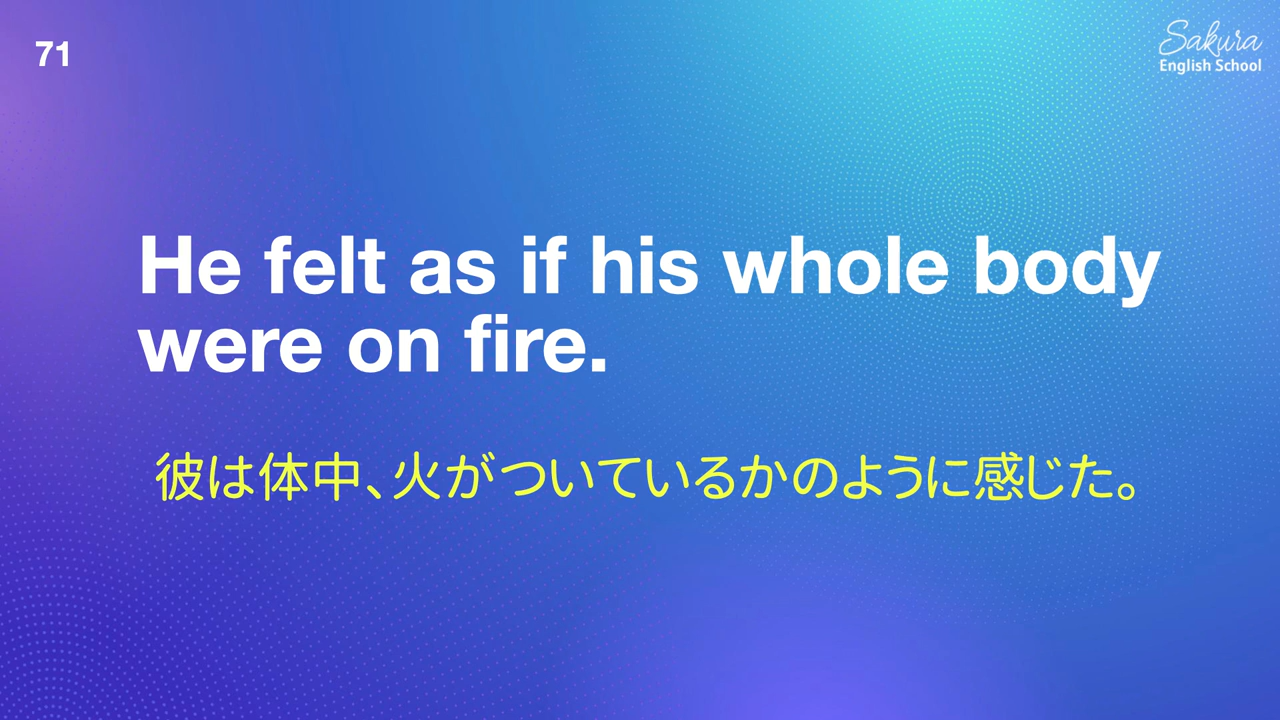 71
Sakura
English School
He felt as if his whole body
were on fire.
彼は体中、火がついているかのように感じた。